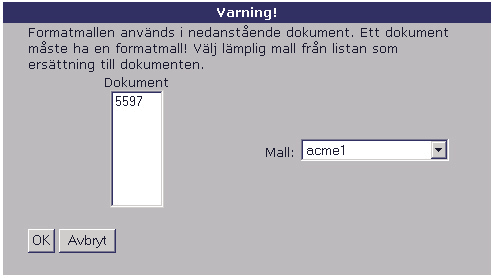 Varning!
Formatmallen används i nedanstående dokument. Ett dokument
måste ha en formatmall! Välj lämplig mall från listan som
ersättning till dokumenten.
Dokument
5597
Mall: acme1
OK Avbryt